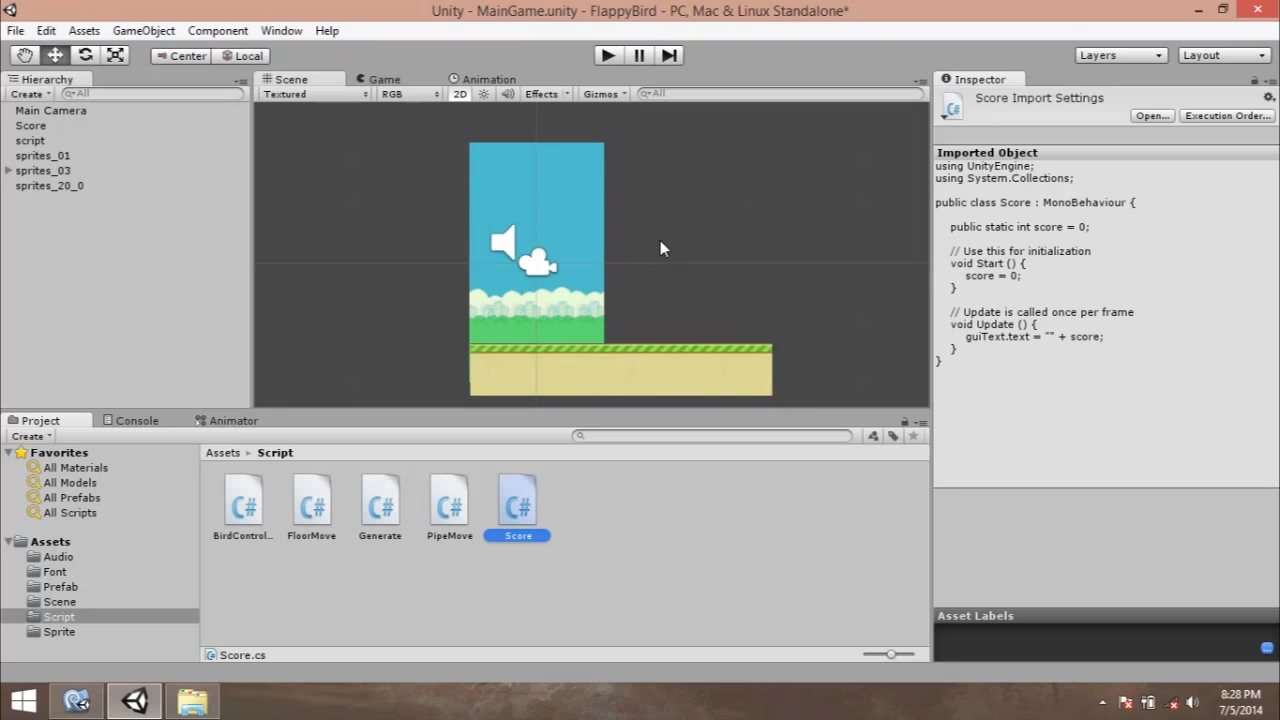 Unity - MainGame.unity - FlappyBird - PC, Mac & Linux Standalone*
File Edit Assets GameObject Component Window Help
Center Local Layers Layout
Hierarchy
Create All
Main Camera
Score
script
sprites_01
sprites_03
sprites_20_0
Scene Game Animation
Textured RGB 2D Effects Gizmos All
Inspector
Score Import Settings
Open... Execution Order...
Imported Object
using UnityEngine;
using System.Collections;
public class Score : MonoBehaviour {
public static int score = 0;
// Use this for initialization
void Start () {
score = 0;
}
// Update is called once per frame
void Update () {
guiText.text = "" + score;
}
}
Project Console Animator
Create
Favorites
All Materials
All Models
All Prefabs
All Scripts
Assets
Audio
Font
Prefab
Scene
Script
Sprite
Assets Script
C# C# C# C# C#
BirdControl... FloorMove Generate PipeMove Score
Score.cs
Asset Labels
8:28 PM
7/5/2014